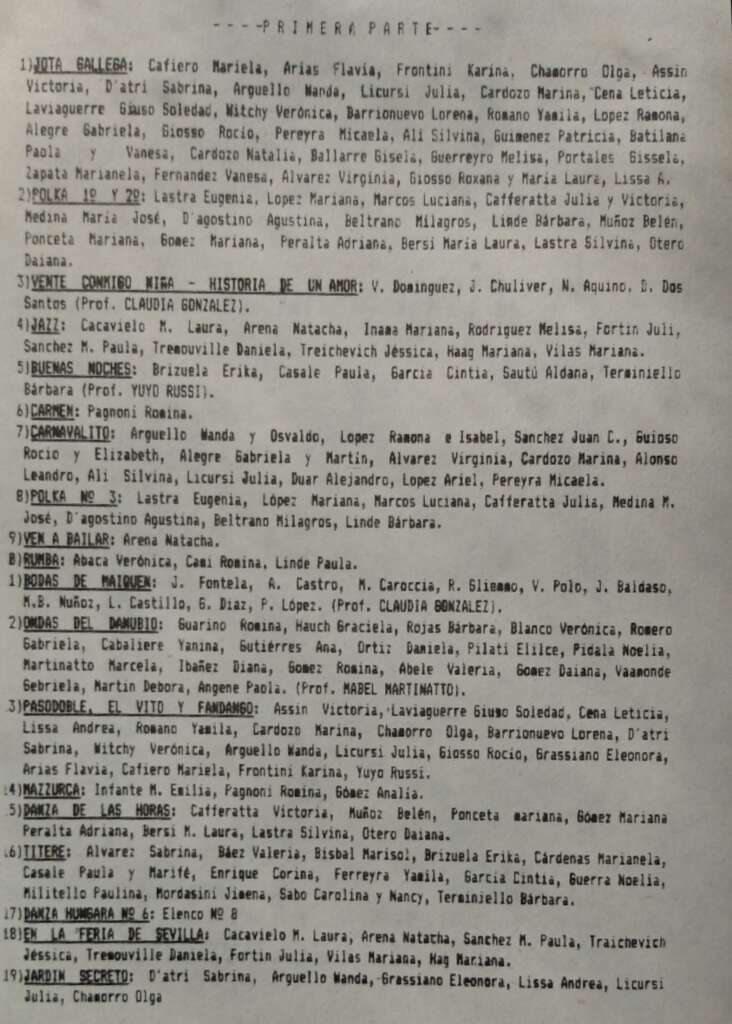 ----PRIMERA PARTE----
1)JOTA GALLEGA: Cafiero Mariela, Arias Flavia, Frontini Karina, Chamorro Olga, Assin
Victoria, D'atri Sabrina, Arguello Wanda, Licursi Julia, Cardozo Marina, Cena Leticia,
Laviaguerre Giuso Soledad, Witchy Verónica, Barrionuevo Lorena, Romano Yamila, Lopez Ramona,
Alegre Gabriela, Giosso Rocío, Pereyra Micaela, Ali Silvina, Guimenez Patricia, Batilana
Paola y Vanesa, Cardozo Natalia, Ballarre Gisela, Guerreyro Melisa, Portales Gissela,
Zapata Marianela, Fernandez Vanesa, Alvarez Virginia, Giosso Roxana y María Laura, Lissa A.
2)POLKA 1º Y 2º: Lastra Eugenia, Lopez Mariana, Marcos Luciana, Cafferatta Julia y Victoria,
Medina María José, D'agostino Agustina, Beltrano Milagros, Linde Bárbara, Muñoz Belén,
Ponceta Mariana, Gomez Mariana, Peralta Adriana, Bersi María Laura, Lastra Silvina, Otero
Daiana.
3)VENTE CONMIGO NIÑA - HISTORIA DE UN AMOR: V. Dominguez, J. Chuliver, N. Aquino, D. Dos
Santos (Prof. CLAUDIA GONZALEZ).
4)JAZZ: Cacavielo M. Laura, Arena Natacha, Inama Mariana, Rodriguez Melisa, Fortin Juli,
Sanchez M. Paula, Tremouville Daniela, Treichevich Jéssica, Haag Mariana, Vilas Mariana.
5)BUENAS NOCHES: Brizuela Erika, Casale Paula, García Cintia, Sautú Aldana, Terminiello
Bárbara (Prof. YUYO RUSSI).
6)CARMEN: Pagnoni Romina.
7)CARNAVALITO: Arguello Wanda y Osvaldo, Lopez Ramona e Isabel, Sanchez Juan C., Guioso
Rocío y Elizabeth, Alegre Gabriela y Martín, Alvarez Virginia, Cardozo Marina, Alonso
Leandro, Ali Silvina, Licursi Julia, Duar Alejandro, Lopez Ariel, Pereyra Micaela.
8)POLKA Nº 3: Lastra Eugenia, López Mariana, Marcos Luciana, Cafferatta Julia, Medina M.
José, D'agostino Agustina, Beltrano Milagros, Linde Bárbara.
9)VEN A BAILAR: Arena Natacha.
0)RUMBA: Abaca Verónica, Cami Romina, Linde Paula.
1)BODAS DE MAIQUEN: J. Fontela, A. Castro, M. Caroccia, R. Gliemmo, V. Polo, J. Baldaso,
M.B. Nuñoz, L. Castillo, G. Diaz, P. López. (Prof. CLAUDIA GONZALEZ).
2)ONDAS DEL DANUBIO: Guarino Romina, Hauch Graciela, Rojas Bárbara, Blanco Verónica, Romero
Gabriela, Cabaliere Yanina, Gutiérres Ana, Ortiz Daniela, Pilati Elilce, Pidala Noelia,
Martinatto Marcela, Ibañez Diana, Gomez Romina, Abele Valeria, Gomez Daiana, Vaamonde
Gebriela, Martin Debora, Angene Paola. (Prof. MABEL MARTINATTO).
3)PASODOBLE, EL VITO Y FANDANGO: Assin Victoria, Laviaguerre Giuso Soledad, Cena Leticia,
Lissa Andrea, Romano Yamila, Cardozo Marina, Chamorro Olga, Barrionuevo Lorena, D'atri
Sabrina, Witchy Verónica, Arguello Wanda, Licursi Julia, Giosso Rocío, Grassiano Eleonora,
Arias Flavia, Cafiero Mariela, Frontini Karina, Yuyo Russi.
14)MAZZURCA: Infante M. Emilia, Pagnoni Romina, Gómez Analía.
5)DANZA DE LAS HORAS: Cafferatta Victoria, Muñoz Belén, Ponceta mariana, Gómez Mariana
Peralta Adriana, Bersi M. Laura, Lastra Silvina, Otero Daiana.
16)TITERE: Alvarez Sabrina, Báez Valeria, Bisbal Marisol, Brizuela Erika, Cárdenas Marianela,
Casale Paula y Marifé, Enrique Corina, Ferreyra Yamila, García Cintia, Guerra Noelia,
Militello Paulina, Mordasini Jimena, Sabo Carolina y Nancy, Terminiello Bárbara.
17)DANZA HUNGARA Nº 6: Elenco Nº 8
18)EN LA FERIA DE SEVILLA: Cacavielo M. Laura, Arena Natacha, Sanchez M. Paula, Traichevich
Jéssica, Tremouville Daniela, Fortin Julia, Vilas Mariana, Hag Mariana.
19)JARDIN SECRETO: D'atri Sabrina, Arguello Wanda, Grassiano Eleonora, Lissa Andrea, Licursi
Julia, Chamorro Olga